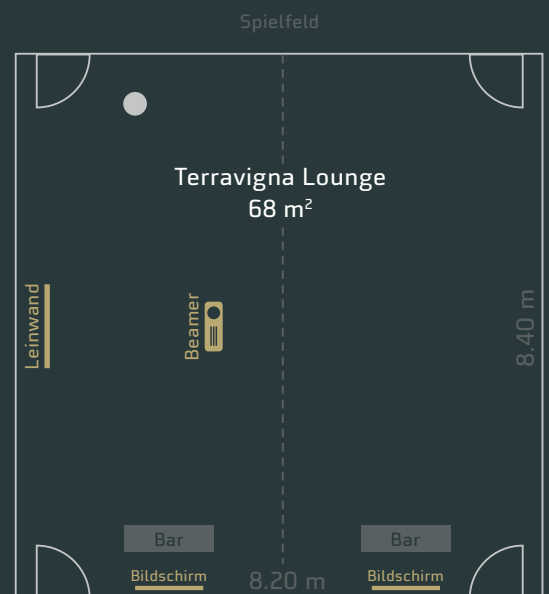 Spielfeld
Terravigna Lounge
68 m²
Leinwand
Beamer
8.40 m
Bar
Bar
Bildschirm
8.20 m
Bildschirm